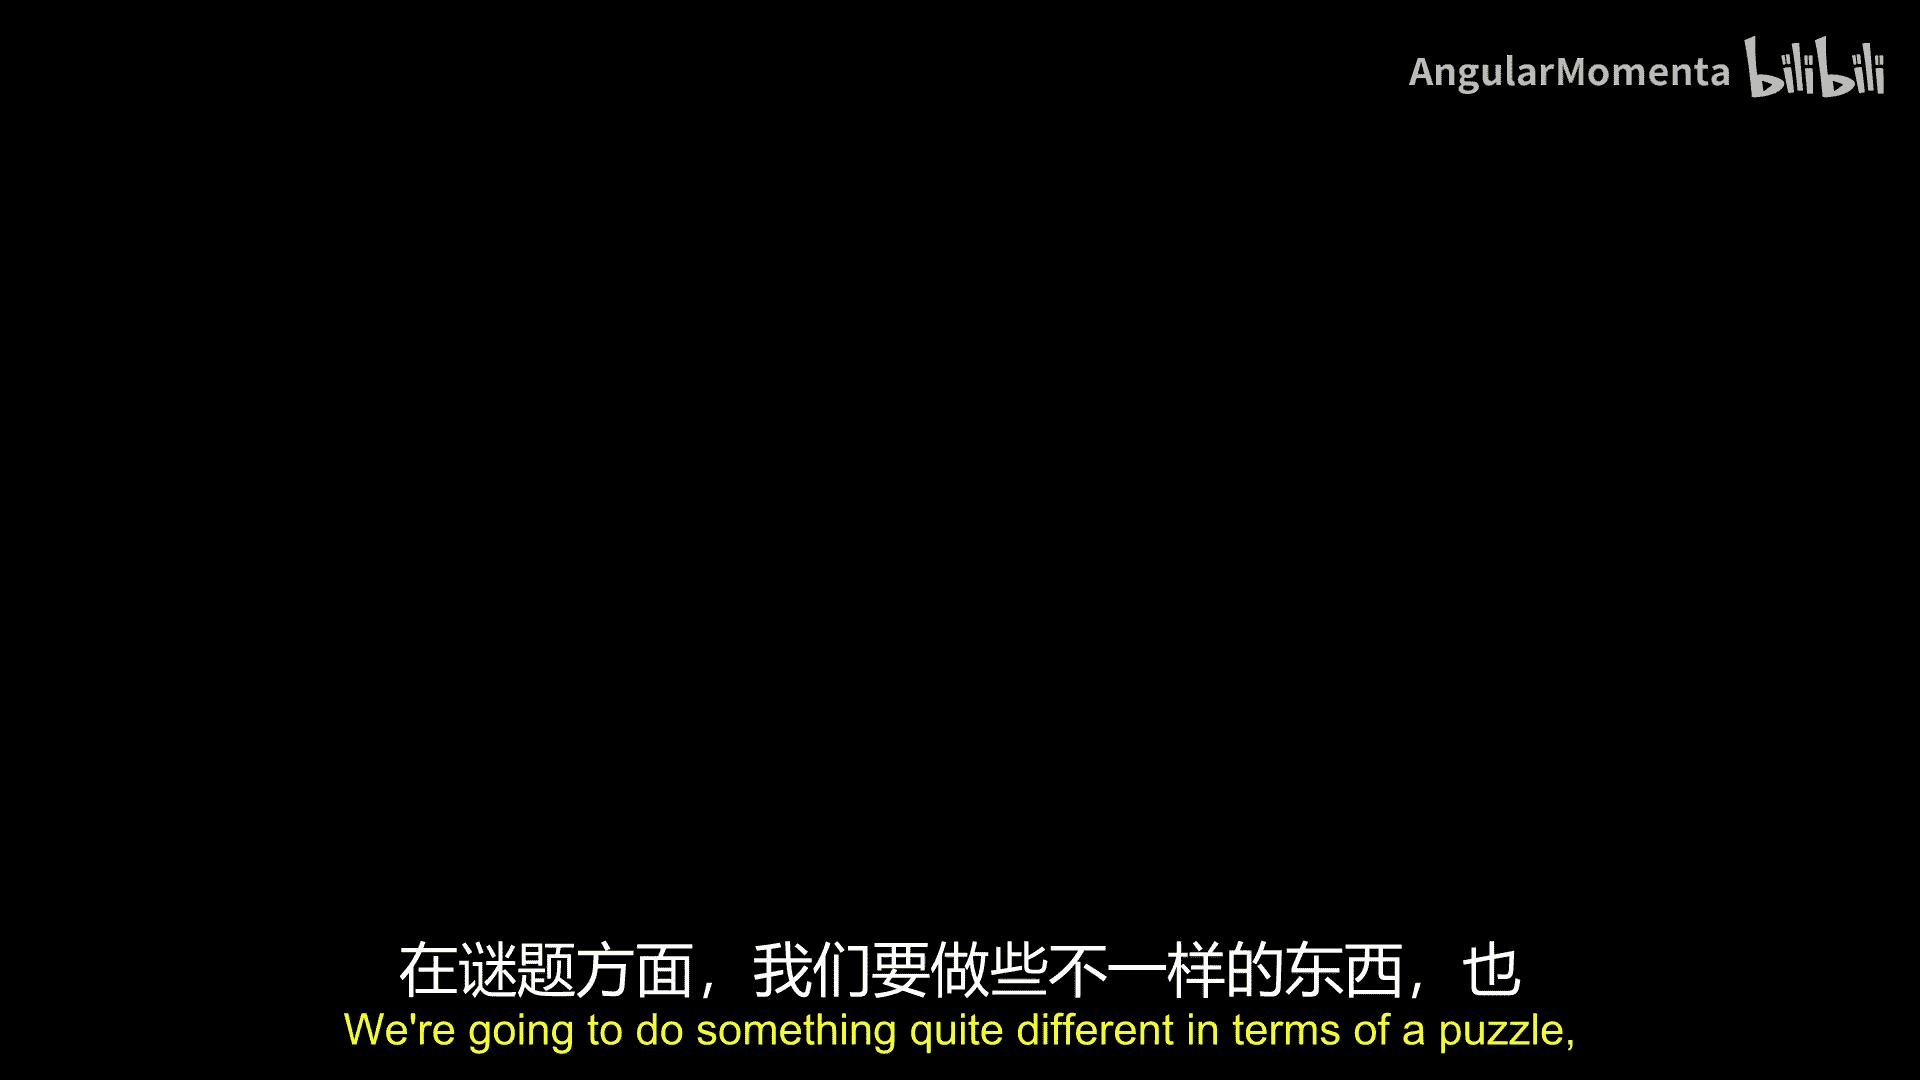 AngularMomenta bilibili
在谜题方面，我们要做些不一样的东西，也
We're going to do something quite different in terms of a puzzle,